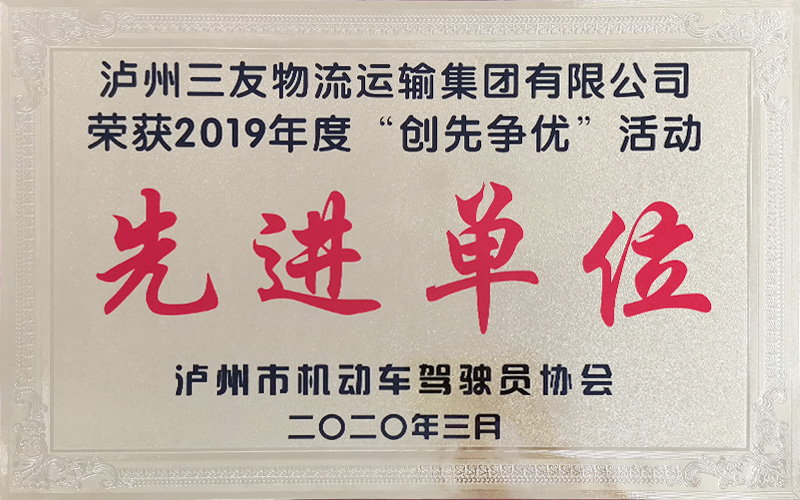 泸州三友物流运输集团有限公司
荣获2019年度“创先争优”活动
先进单位
泸州市机动车驾驶员协会
二〇二〇年三月